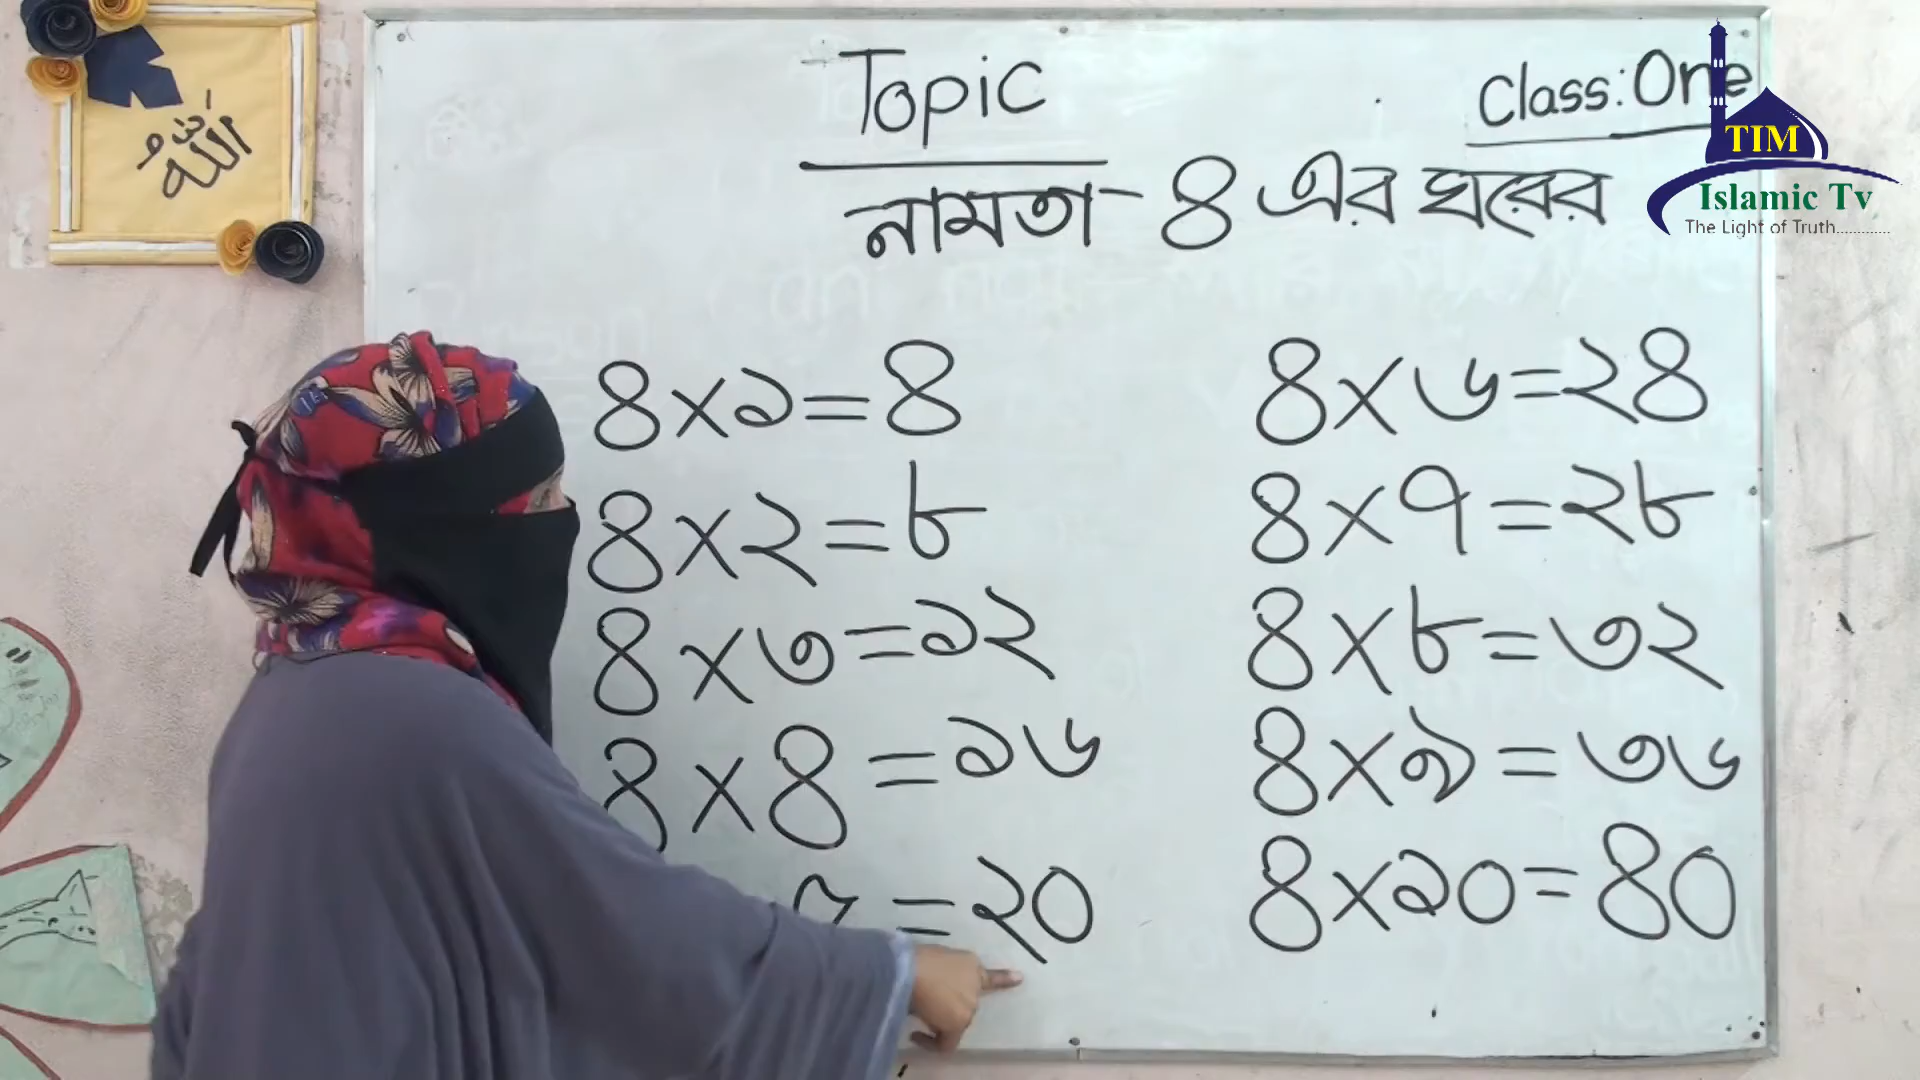 Topic
Class: One
নামতা - ৪ এর ঘরের
৪×১=৪
৪×২=৮
৪×৩=১২
৪×৪=১৬
=২০
৪×৬=২৪
৪×৭=২৮
৪×৮=৩২
৪×৯=৩৬
৪×১০=৪০
الله
TIM
Islamic Tv
The Light of Truth.............